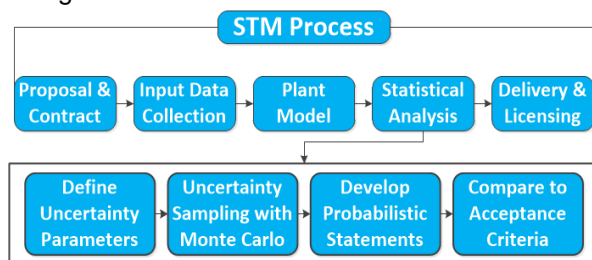 STM Process
Proposal &
Contract
Input Data
Collection
Plant
Model
Statistical
Analysis
Delivery &
Licensing
Define
Uncertainty
Parameters
Uncertainty
Sampling with
Monte Carlo
Develop
Probabilistic
Statements
Compare to
Acceptance
Criteria